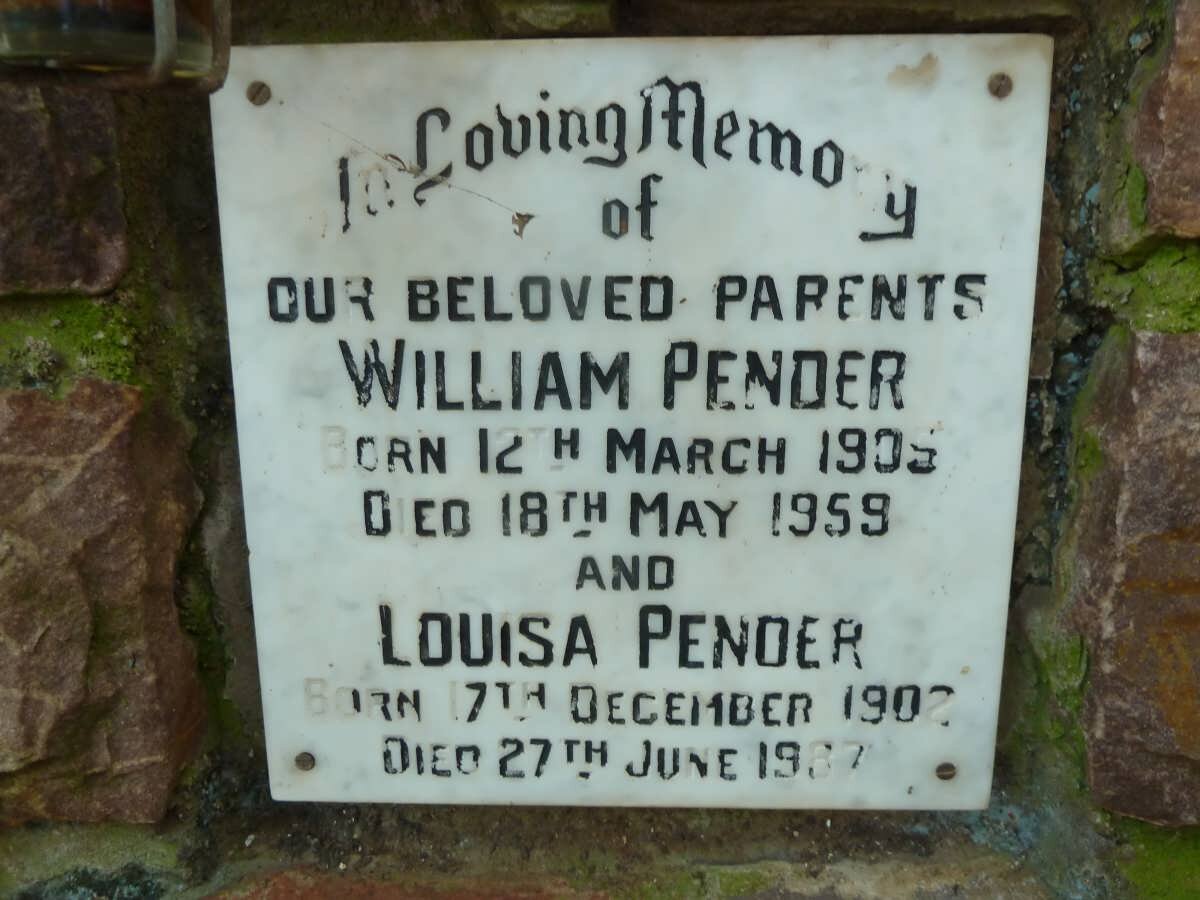 In Loving Memory
of
OUR BELOVED PARENTS
WILLIAM PENDER
BORN 12TH MARCH 1905
DIED 18TH MAY 1959
AND
LOUISA PENDER
BORN 17TH DECEMBER 1902
DIED 27TH JUNE 1987